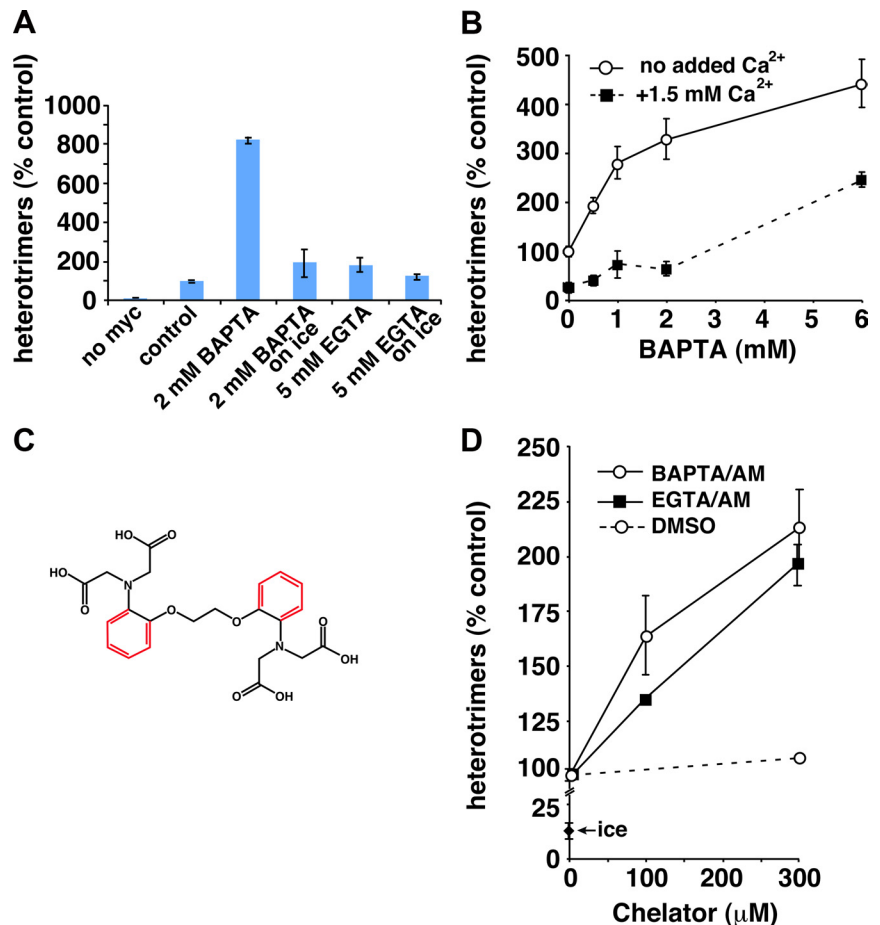 A
heterotrimers (% control)
1000
800
600
400
200
0
no myc
control
2 mM BAPTA
2 mM BAPTA
on ice
5 mM EGTA
5 mM EGTA
on ice
B
heterotrimers (% control)
500
400
300
200
100
0
no added Ca²⁺
+1.5 mM Ca²⁺
0
1
2
3
4
5
6
BAPTA (mM)
C
HO
O
HO
O
N
O
O
N
O
OH
O
OH
D
heterotrimers (% control)
250
225
200
175
150
125
100
25
0
BAPTA/AM
EGTA/AM
DMSO
ice
0
100
200
300
Chelator (µM)